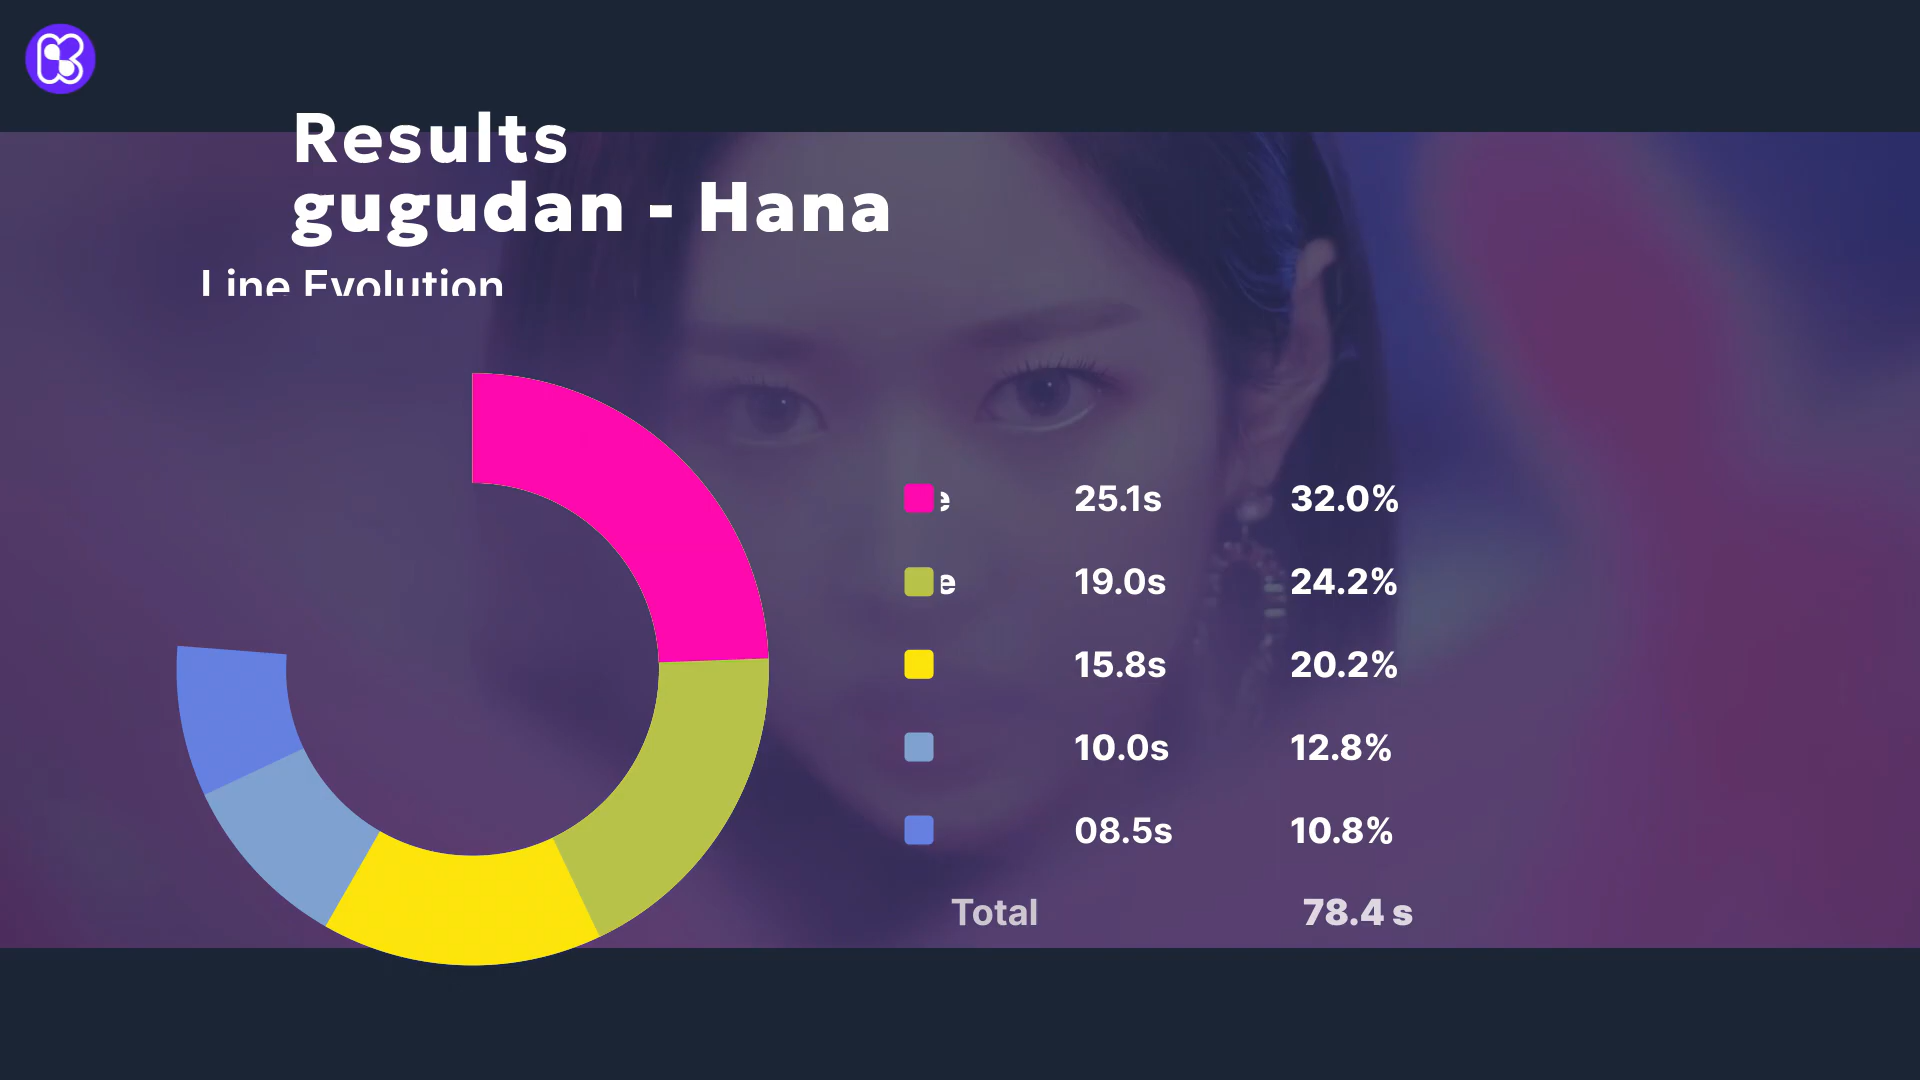 Results
gugudan - Hana
Line Evolution
e 25.1s 32.0%
e 19.0s 24.2%
15.8s 20.2%
10.0s 12.8%
08.5s 10.8%
Total 78.4 s